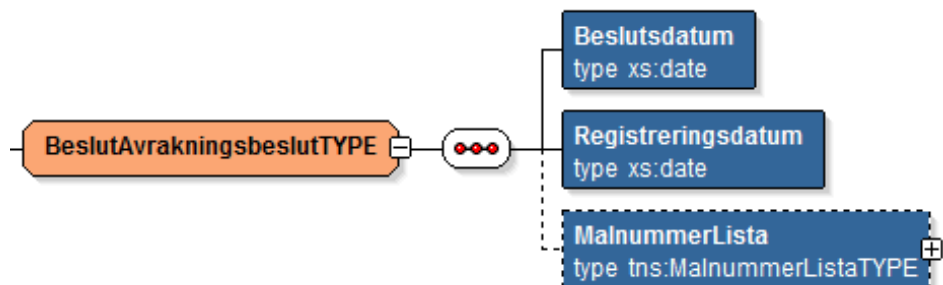 Beslutsdatum
type xs:date
BeslutAvrakningsbeslutTYPE
Registreringsdatum
type xs:date
MalnummerLista
type tns:MalnummerListaTYPE